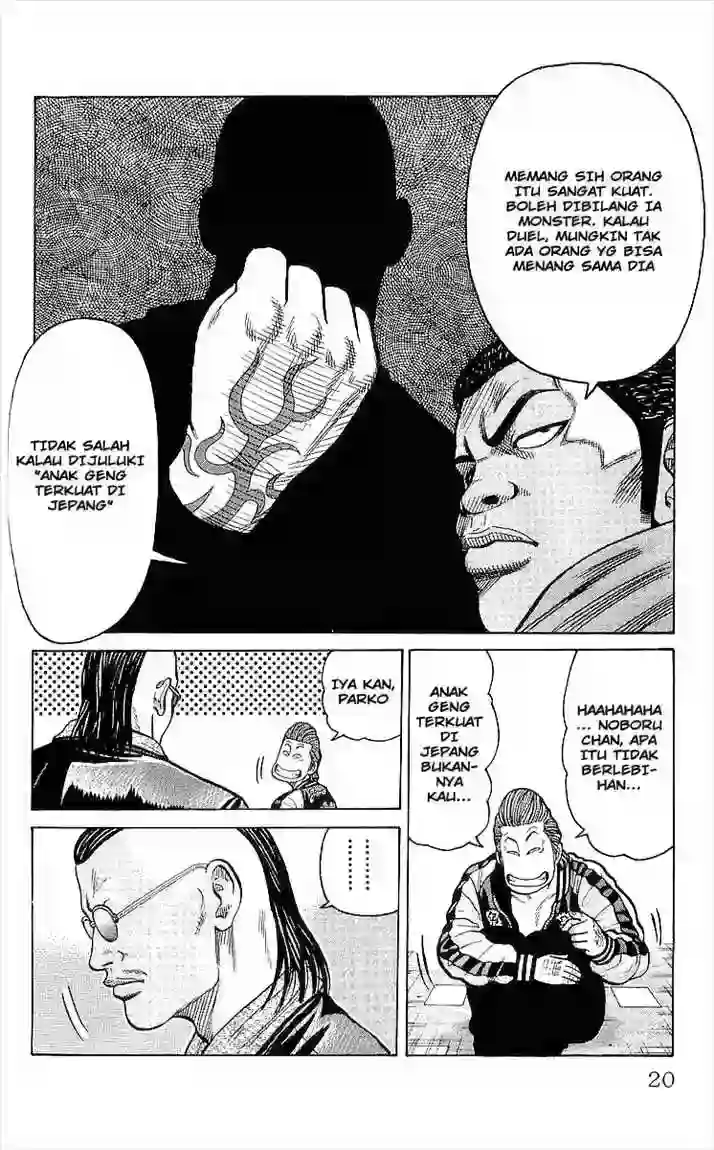 MEMANG SIH ORANG
ITU SANGAT KUAT.
BOLEH DIBILANG IA
MONSTER. KALAU
DUEL, MUNGKIN TAK
ADA ORANG YG BISA
MENANG SAMA DIA
TIDAK SALAH
KALAU DIJULUKI
"ANAK GENG
TERKUAT DI
JEPANG"
HAAHAHAHA
... NOBORU
CHAN, APA
ITU TIDAK
BERLEBI-
HAN...
ANAK
GENG
TERKUAT
DI
JEPANG
BUKAN-
NYA
KAU...
IYA KAN,
PARKO
......
20